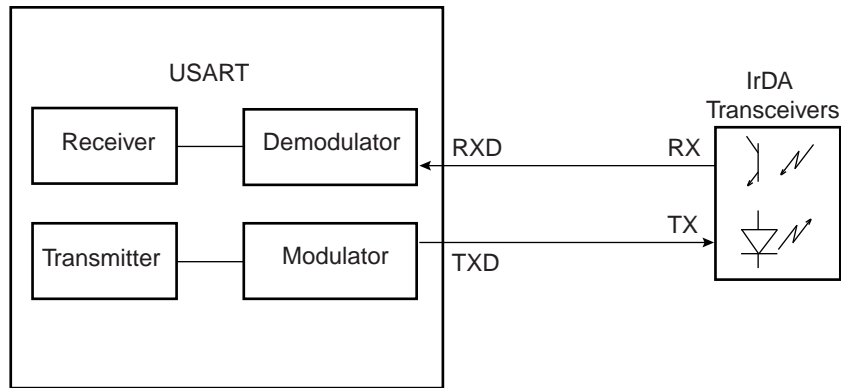 USART
IrDA
Transceivers
Receiver
Demodulator
RXD
RX
Transmitter
Modulator
TXD
TX